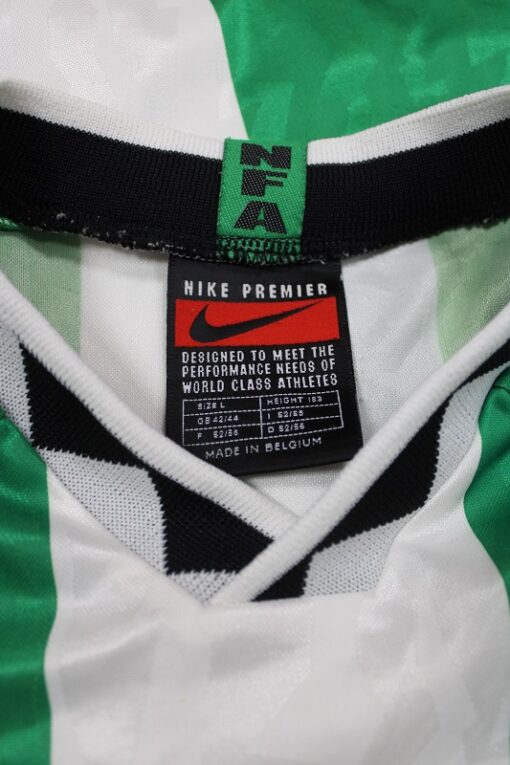 NFA
NIKE PREMIER
DESIGNED TO MEET THE
PERFORMANCE NEEDS OF
WORLD CLASS ATHLETES
SIZE L HEIGHT 183
GB 42/44 I 52/55
F 52/56 D 52/56
MADE IN BELGIUM